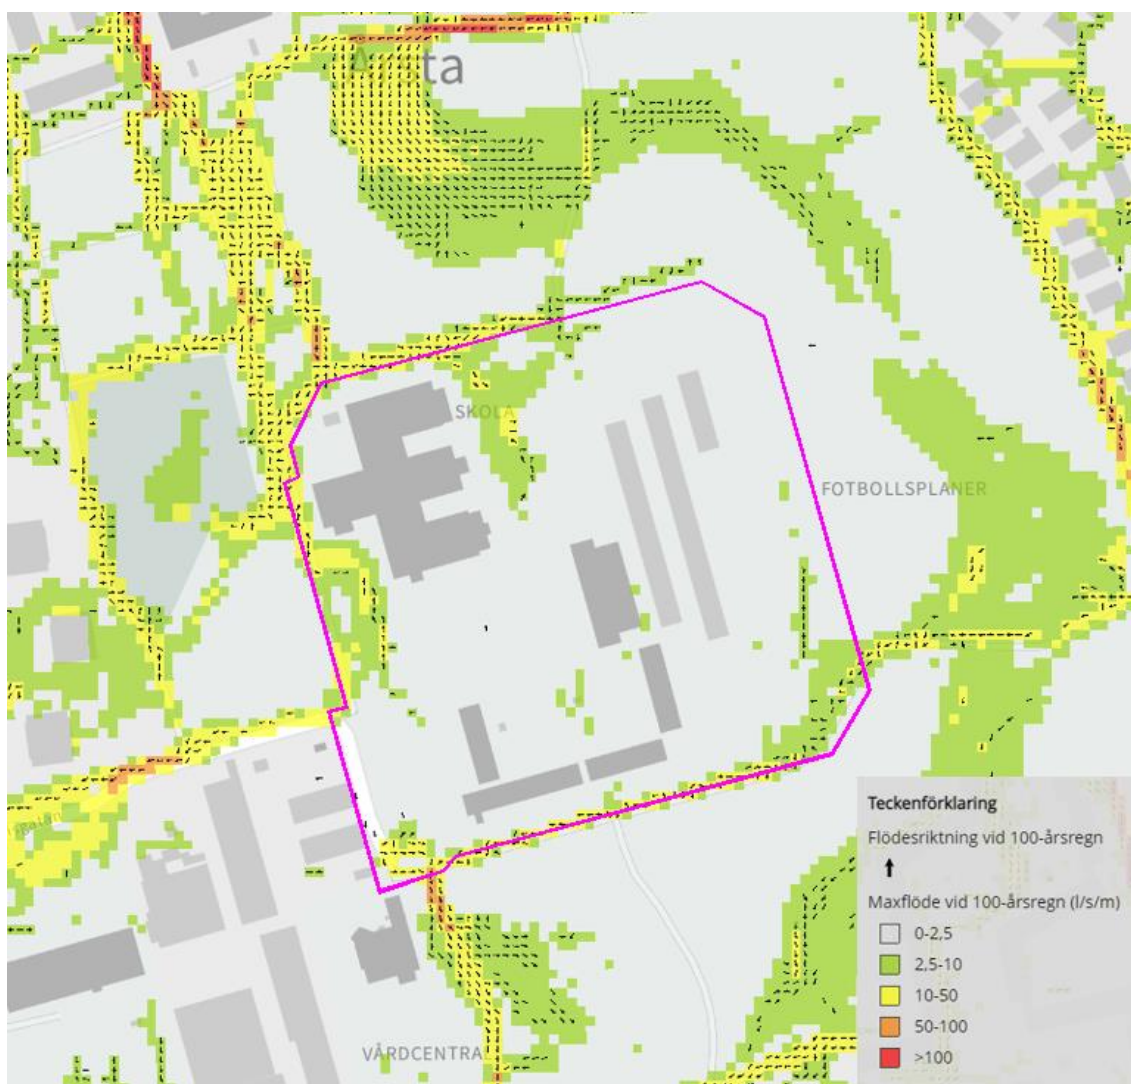 SKOLA
FOTBOLLSPLANER
VÅRDCENTRA
Teckenförklaring
Flödesriktning vid 100-årsregn
Maxflöde vid 100-årsregn (l/s/m)
0-2,5
2,5-10
10-50
50-100
>100